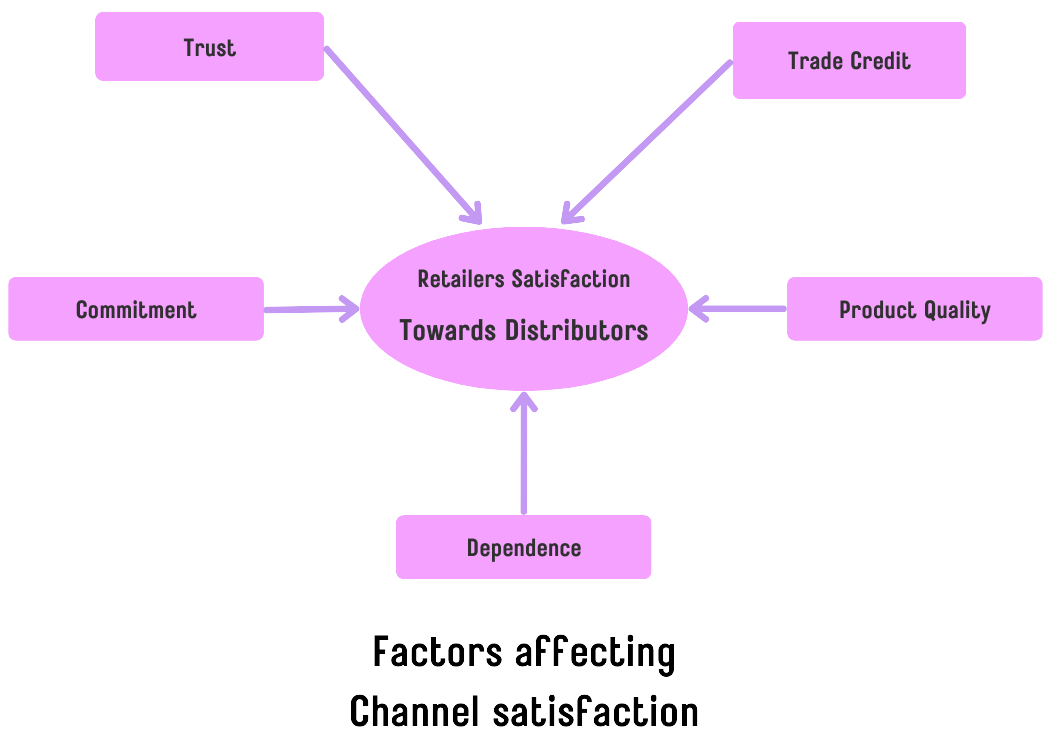 Trust
Trade Credit
Retailers Satisfaction
Towards Distributors
Commitment
Product Quality
Dependence
Factors affecting
Channel satisfaction